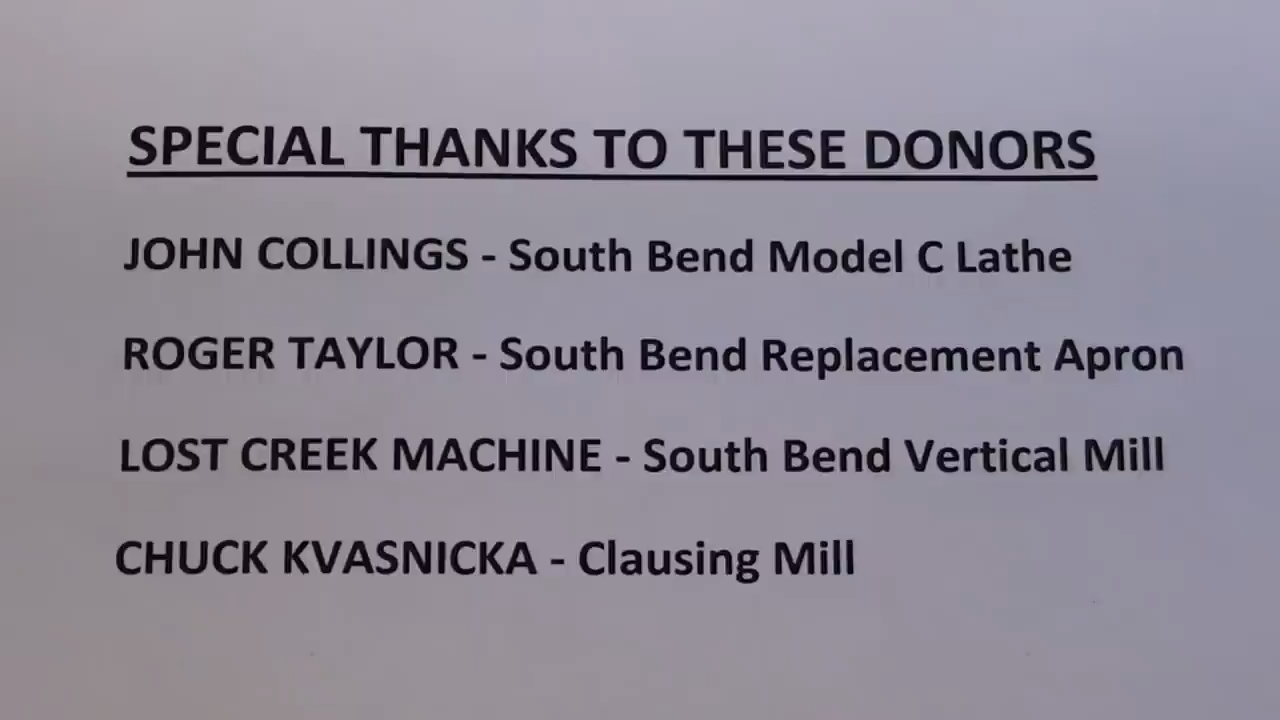 SPECIAL THANKS TO THESE DONORS
JOHN COLLINGS - South Bend Model C Lathe
ROGER TAYLOR - South Bend Replacement Apron
LOST CREEK MACHINE - South Bend Vertical Mill
CHUCK KVASNICKA - Clausing Mill